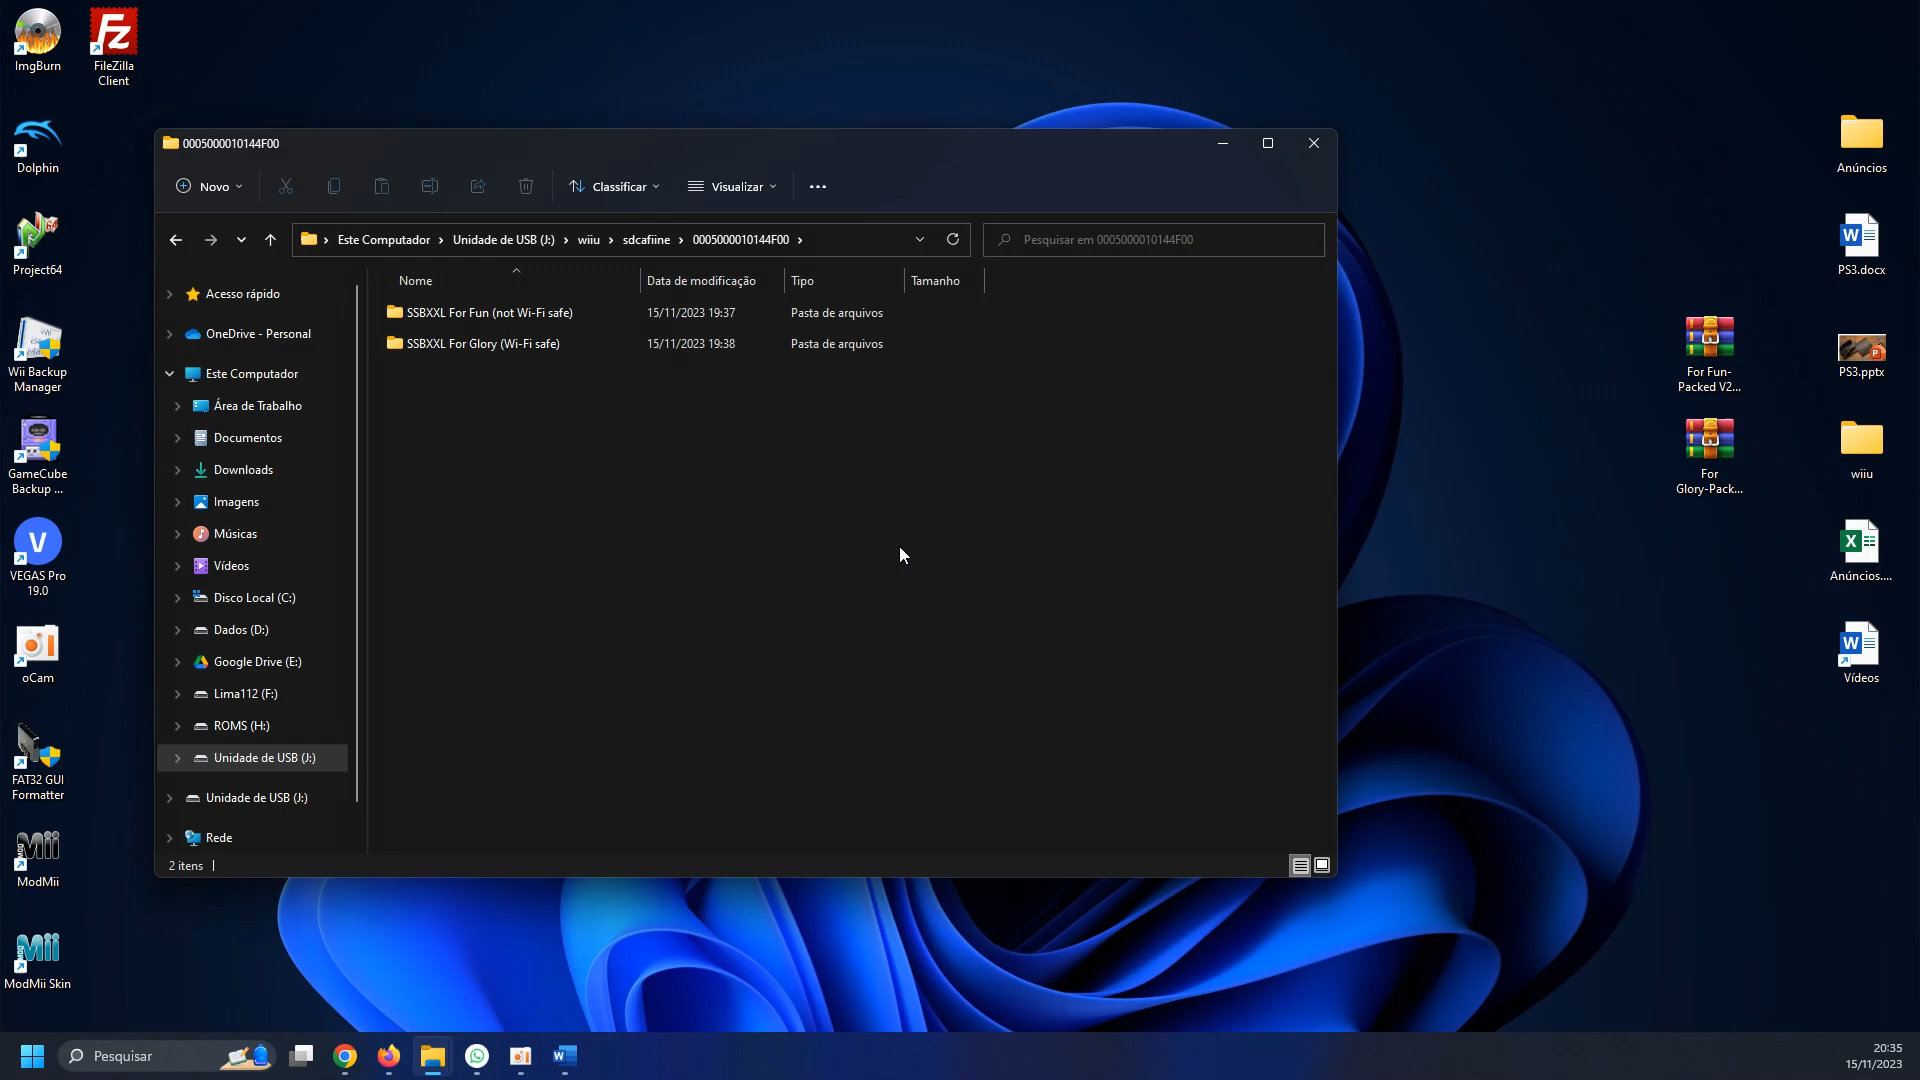 ImgBurn
FileZilla
Client
Dolphin
Project64
Wii Backup
Manager
GameCube
Backup ...
VEGAS Pro
19.0
oCam
FAT32 GUI
Formatter
ModMii
ModMii Skin
0005000010144F00
Novo
Classificar
Visualizar
Este Computador
Unidade de USB (J:)
wiiu
sdcafiine
0005000010144F00
Pesquisar em 0005000010144F00
Nome
Data de modificação
Tipo
Tamanho
SSBXXL For Fun (not Wi-Fi safe)
15/11/2023 19:37
Pasta de arquivos
SSBXXL For Glory (Wi-Fi safe)
15/11/2023 19:38
Pasta de arquivos
Acesso rápido
OneDrive - Personal
Este Computador
Área de Trabalho
Documentos
Downloads
Imagens
Músicas
Vídeos
Disco Local (C:)
Dados (D:)
Google Drive (E:)
Lima112 (F:)
ROMS (H:)
Unidade de USB (J:)
Unidade de USB (J:)
Rede
2 itens
For Fun-
Packed V2...
For
Glory-Pack...
Anúncios
PS3.docx
PS3.pptx
wiiu
Anúncios....
Vídeos
Pesquisar
20:35
15/11/2023